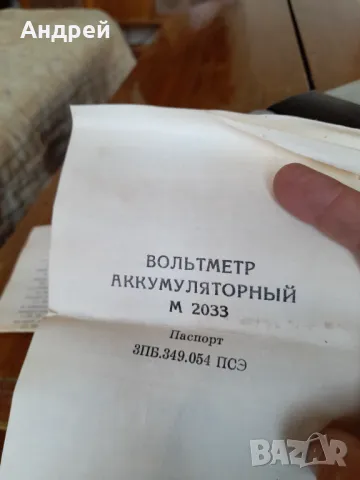 Андрей
ВОЛЬТМЕТР
АККУМУЛЯТОРНЫЙ
М 2033
Паспорт
3ПБ.349.054 ПСЭ
BAZAR